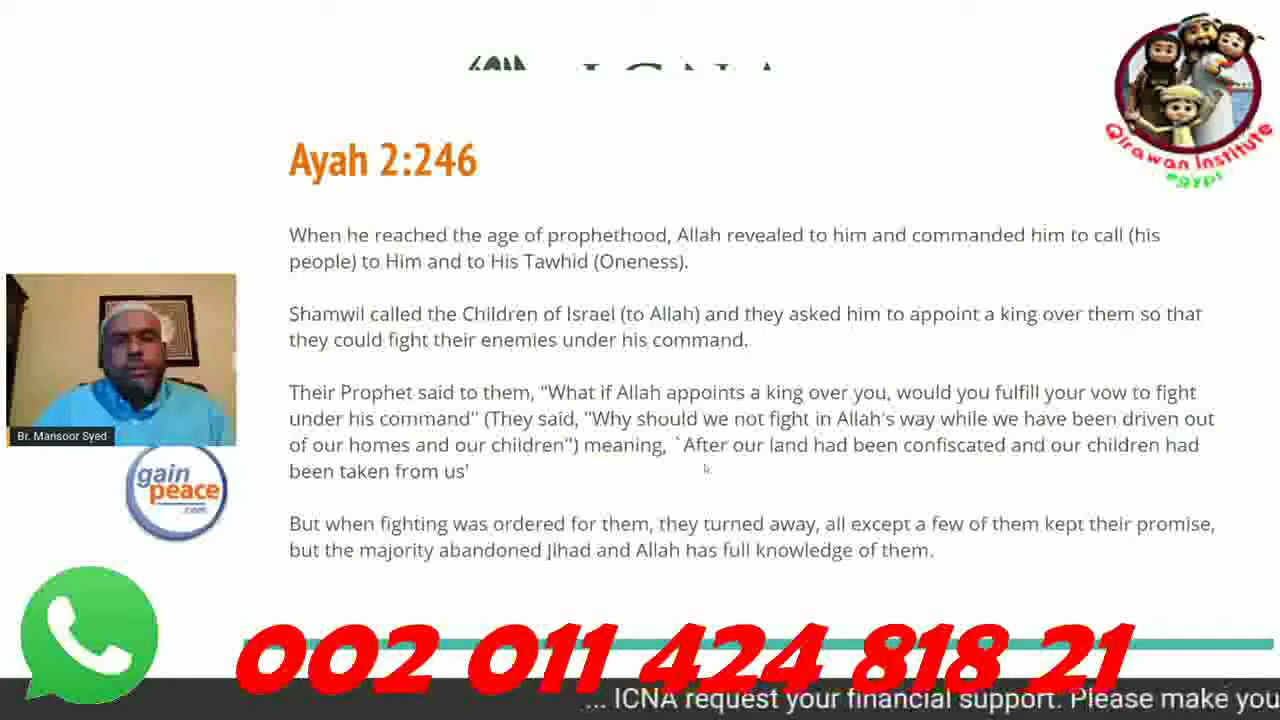 ICNA
Ayah 2:246
When he reached the age of prophethood, Allah revealed to him and commanded him to call (his
people) to Him and to His Tawhid (Oneness).
Shamwil called the Children of Israel (to Allah) and they asked him to appoint a king over them so that
they could fight their enemies under his command.
Their Prophet said to them, "What if Allah appoints a king over you, would you fulfill your vow to fight
under his command" (They said, "Why should we not fight in Allah's way while we have been driven out
of our homes and our children") meaning, `After our land had been confiscated and our children had
been taken from us'
But when fighting was ordered for them, they turned away, all except a few of them kept their promise,
but the majority abandoned Jihad and Allah has full knowledge of them.
Qirawan Institute
egypt
Br. Mansoor Syed
gain
peace
.com
002 011 424 818 21
... ICNA request your financial support. Please make you